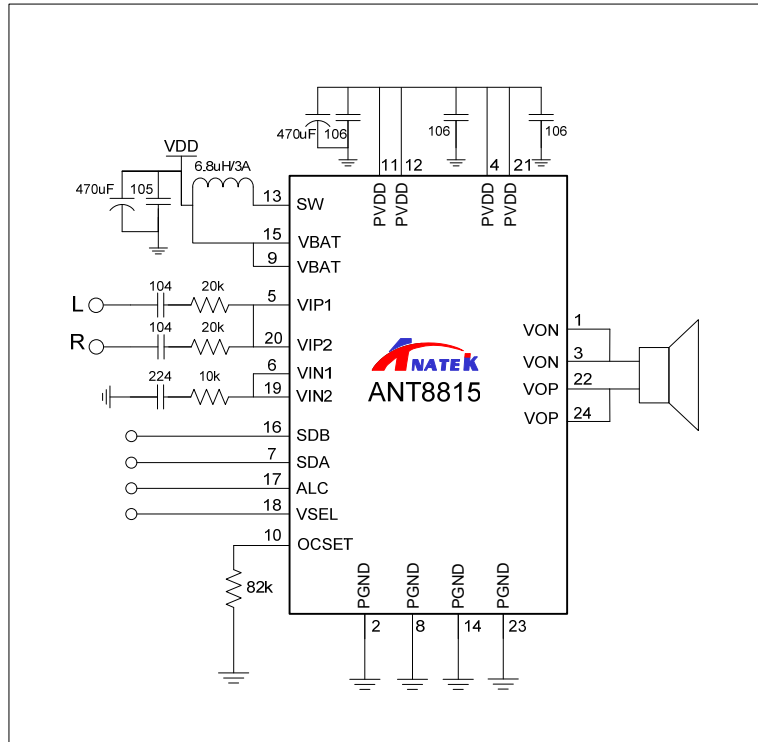 470uF 106 106 106
11 12 4 21
PVDD PVDD PVDD PVDD
VDD
6.8uH/3A
470uF 105
13 SW
15 VBAT
9 VBAT
L 104 20k 5 VIP1
R 104 20k 20 VIP2
6 VIN1
224 10k 19 VIN2
16 SDB
7 SDA
17 ALC
18 VSEL
10 OCSET
82k
ANATEK
ANT8815
VON 1
VON 3
VOP 22
VOP 24
PGND PGND PGND PGND
2 8 14 23